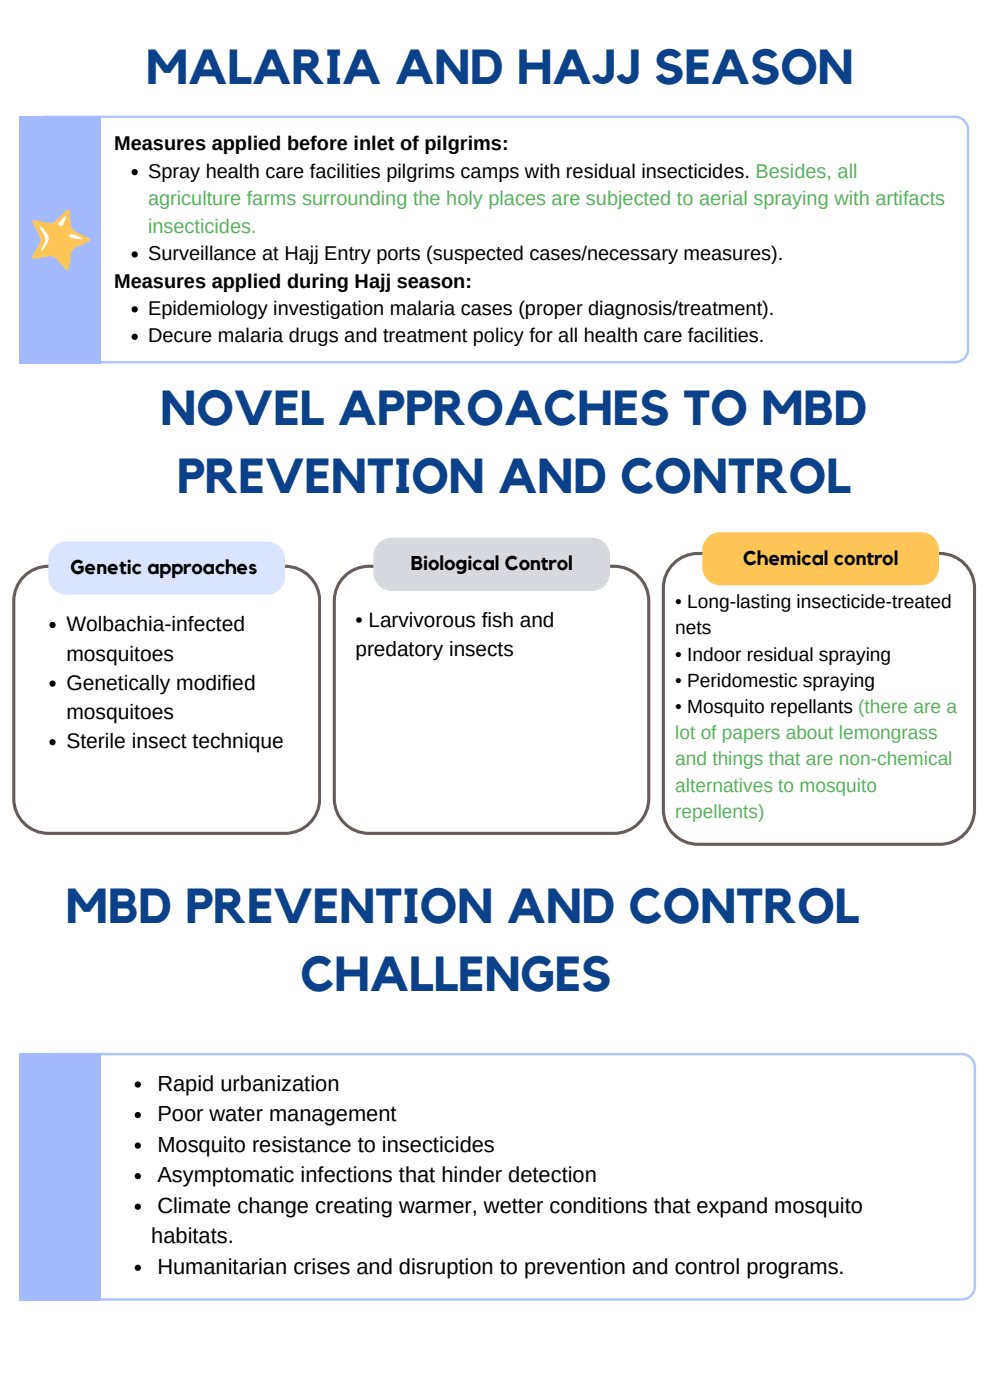 MALARIA AND HAJJ SEASON
Measures applied before inlet of pilgrims:
• Spray health care facilities pilgrims camps with residual insecticides. Besides, all
agriculture farms surrounding the holy places are subjected to aerial spraying with artifacts
insecticides.
• Surveillance at Hajj Entry ports (suspected cases/necessary measures).
Measures applied during Hajj season:
• Epidemiology investigation malaria cases (proper diagnosis/treatment).
• Decure malaria drugs and treatment policy for all health care facilities.
NOVEL APPROACHES TO MBD
PREVENTION AND CONTROL
Genetic approaches
• Wolbachia-infected
mosquitoes
• Genetically modified
mosquitoes
• Sterile insect technique
Biological Control
• Larvivorous fish and
predatory insects
Chemical control
• Long-lasting insecticide-treated
nets
• Indoor residual spraying
• Peridomestic spraying
• Mosquito repellants (there are a
lot of papers about lemongrass
and things that are non-chemical
alternatives to mosquito
repellents)
MBD PREVENTION AND CONTROL
CHALLENGES
• Rapid urbanization
• Poor water management
• Mosquito resistance to insecticides
• Asymptomatic infections that hinder detection
• Climate change creating warmer, wetter conditions that expand mosquito
habitats.
• Humanitarian crises and disruption to prevention and control programs.